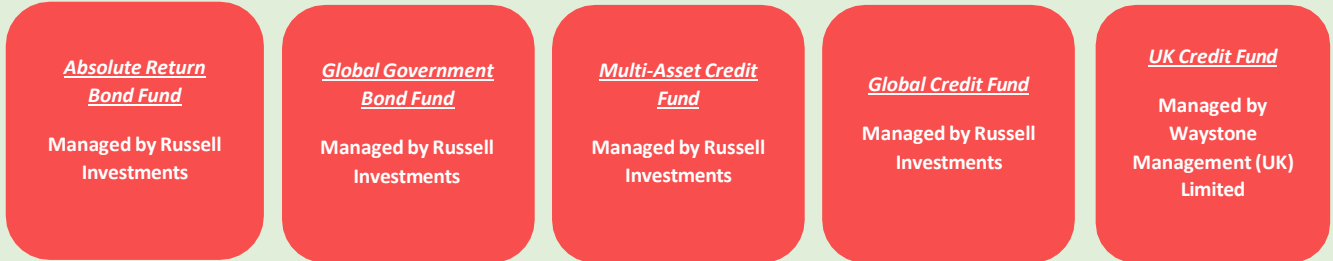 Absolute Return
Bond Fund
Managed by Russell
Investments
Global Government
Bond Fund
Managed by Russell
Investments
Multi-Asset Credit
Fund
Managed by Russell
Investments
Global Credit Fund
Managed by Russell
Investments
UK Credit Fund
Managed by
Waystone
Management (UK)
Limited